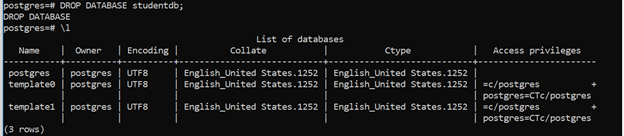 postgres=# DROP DATABASE studentdb;
DROP DATABASE
postgres=# \l
                                        List of databases
   Name    |  Owner   | Encoding |          Collate           |           Ctype            |   Access privileges
-----------+----------+----------+----------------------------+----------------------------+-----------------------
 postgres  | postgres | UTF8     | English_United States.1252 | English_United States.1252 |
 template0 | postgres | UTF8     | English_United States.1252 | English_United States.1252 | =c/postgres          +
           |          |          |                            |                            | postgres=CTc/postgres
 template1 | postgres | UTF8     | English_United States.1252 | English_United States.1252 | =c/postgres          +
           |          |          |                            |                            | postgres=CTc/postgres
(3 rows)